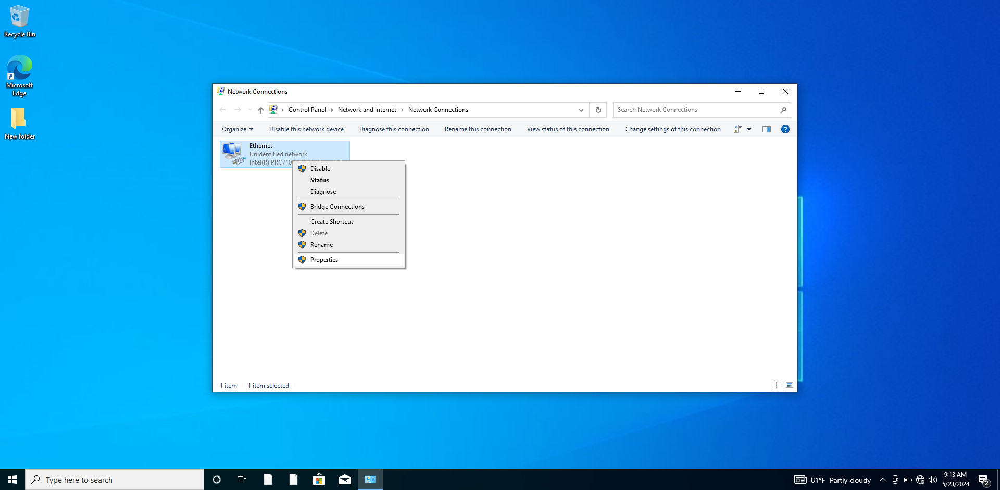 Recycle Bin
Microsoft
Edge
New folder
Network Connections
Control Panel > Network and Internet > Network Connections
Search Network Connections
Organize
Disable this network device
Diagnose this connection
Rename this connection
View status of this connection
Change settings of this connection
?
Ethernet
Unidentified network
Intel(R)
Disable
Status
Diagnose
Bridge Connections
Create Shortcut
Delete
Rename
Properties
1 item
1 item selected
Type here to search
81°F Partly cloudy
9:13 AM
5/23/2024
2